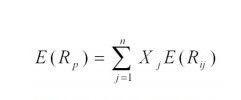 E(R_p) = \sum_{j=1}^{n} X_j E(R_{ij})